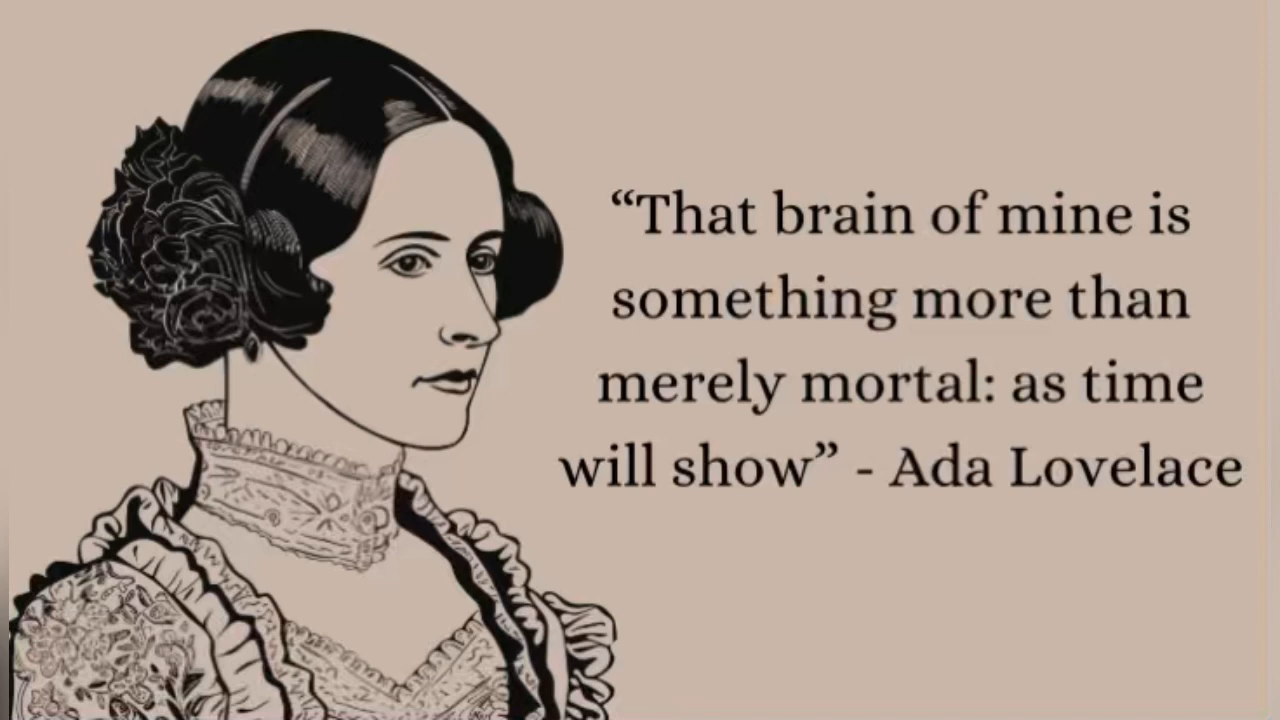 “That brain of mine is
something more than
merely mortal: as time
will show” - Ada Lovelace